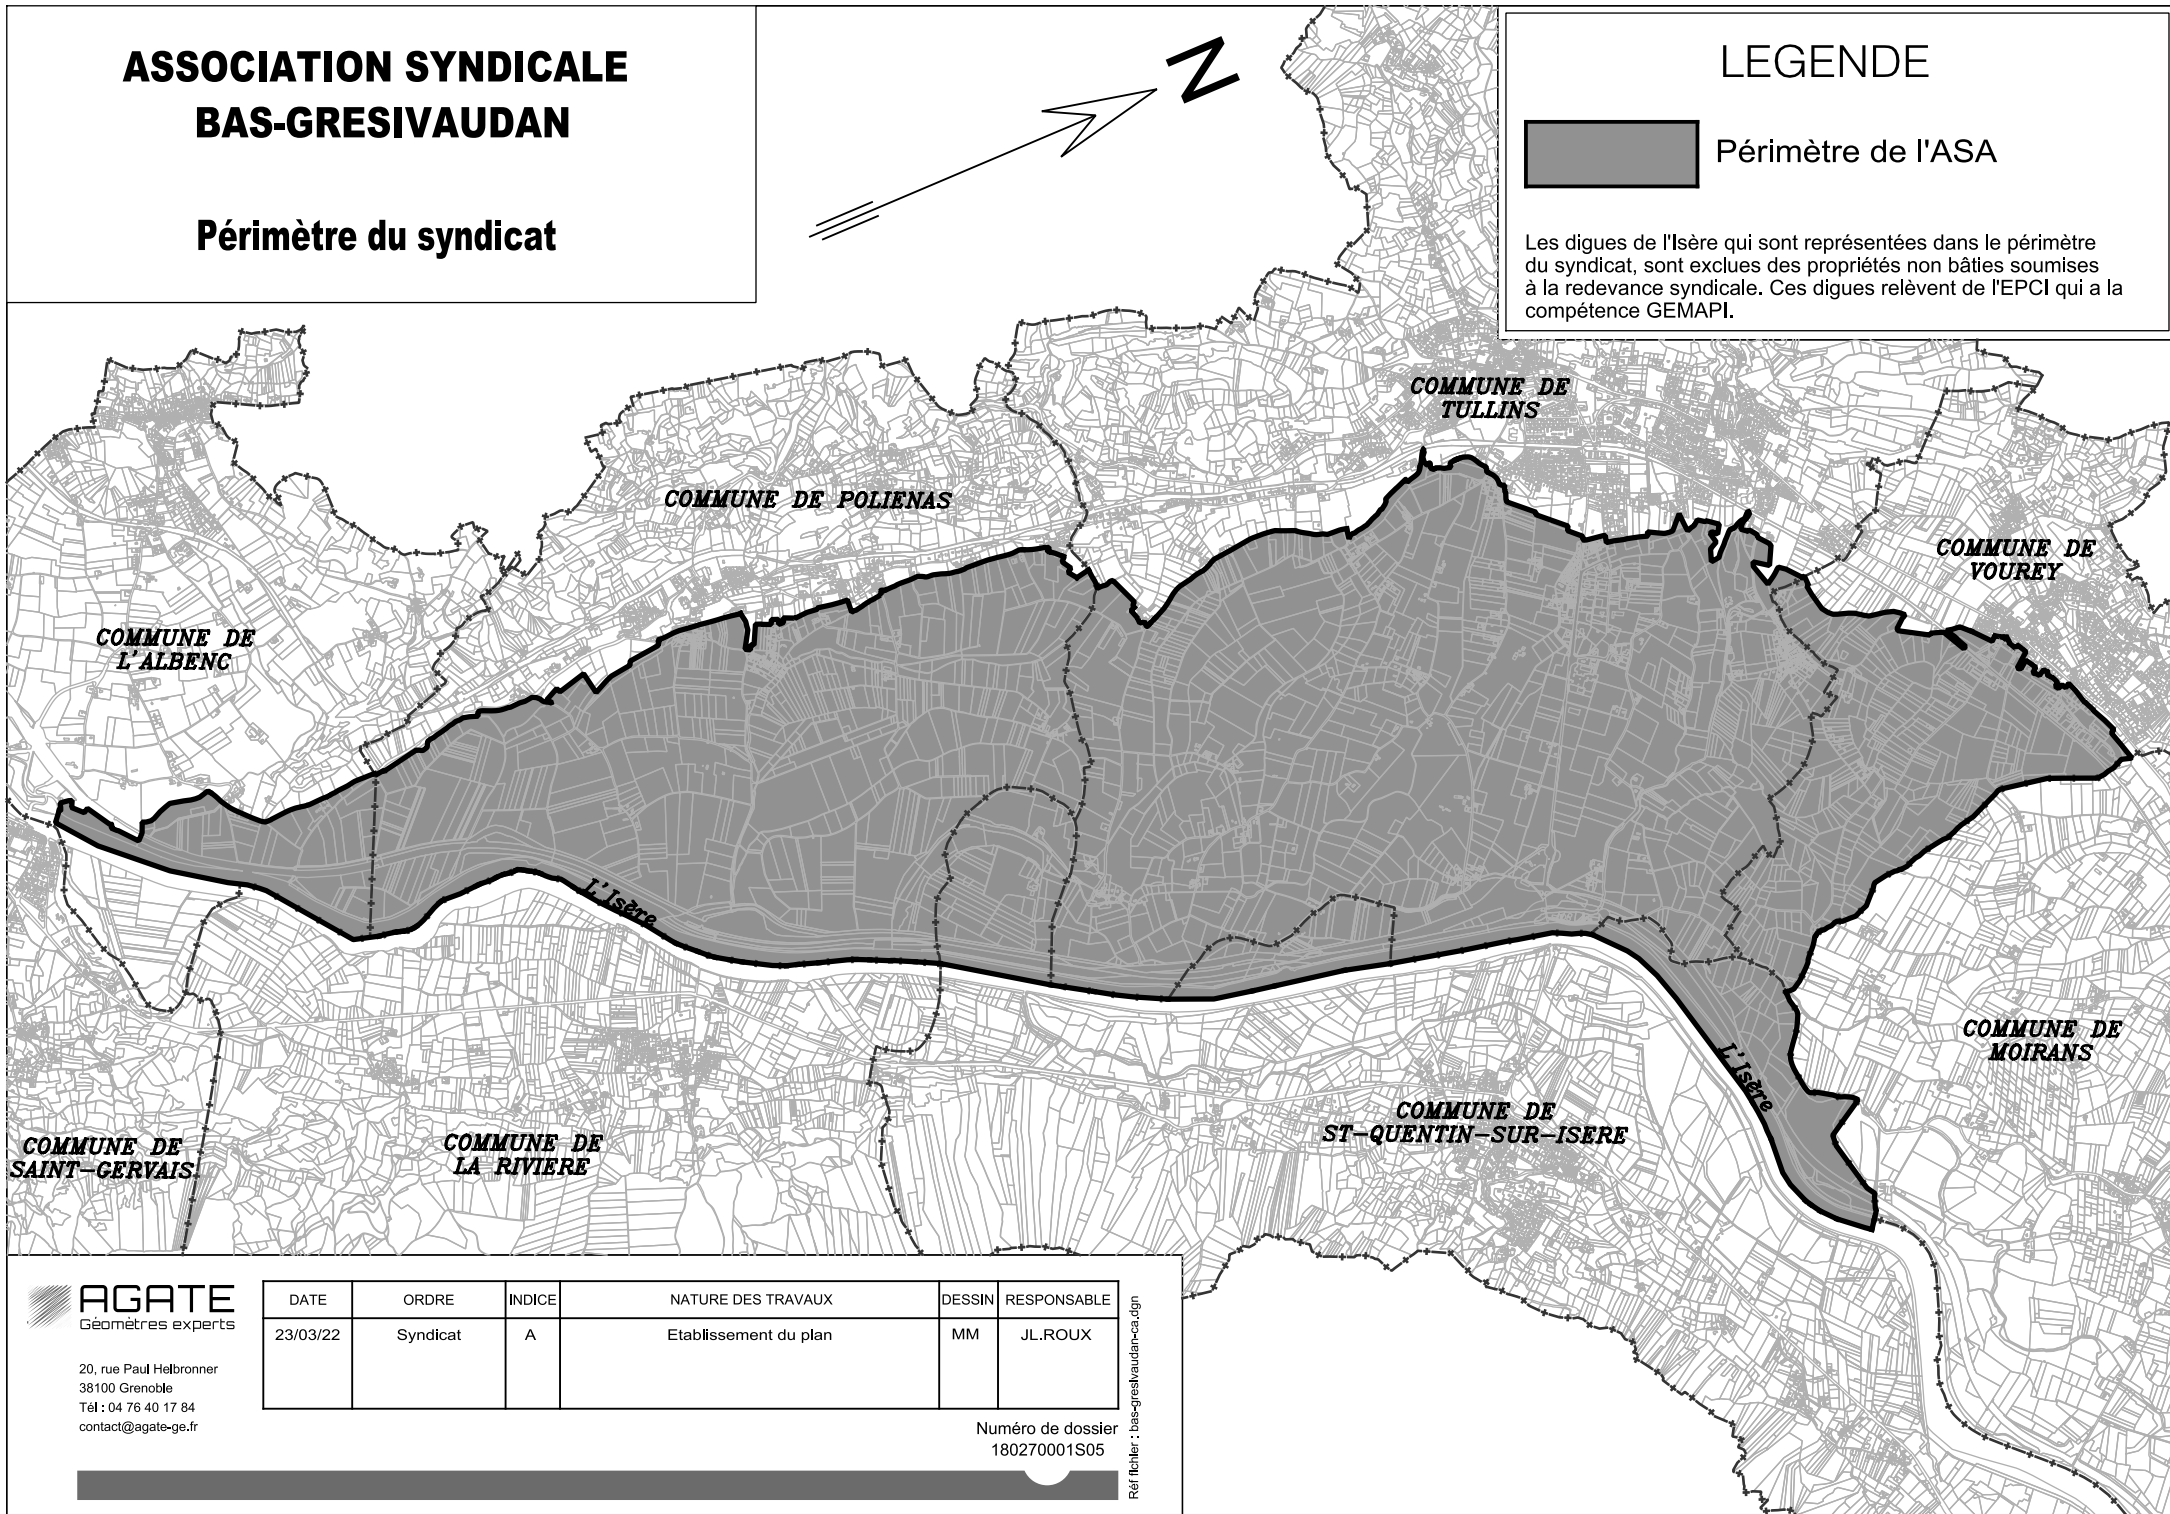 ASSOCIATION SYNDICALE
BAS-GRESIVAUDAN
Périmètre du syndicat
N
LEGENDE
Périmètre de l'ASA
Les digues de l'Isère qui sont représentées dans le périmètre
du syndicat, sont exclues des propriétés non bâties soumises
à la redevance syndicale. Ces digues relèvent de l'EPCI qui a la
compétence GEMAPI.
COMMUNE DE
TULLINS
COMMUNE DE POLIENAS
COMMUNE DE
VOUREY
COMMUNE DE
L'ALBENC
L'Isère
COMMUNE DE
MOIRANS
L'Isère
COMMUNE DE
ST-QUENTIN-SUR-ISERE
COMMUNE DE
LA RIVIERE
COMMUNE DE
SAINT-GERVAIS
AGATE
Géomètres experts
20, rue Paul Helbronner
38100 Grenoble
Tél : 04 76 40 17 84
contact@agate-ge.fr
DATE ORDRE INDICE NATURE DES TRAVAUX DESSIN RESPONSABLE
23/03/22 Syndicat A Etablissement du plan MM JL.ROUX
Numéro de dossier
180270001S05
Réf fichier : bas-gresivaudan-ca.dgn